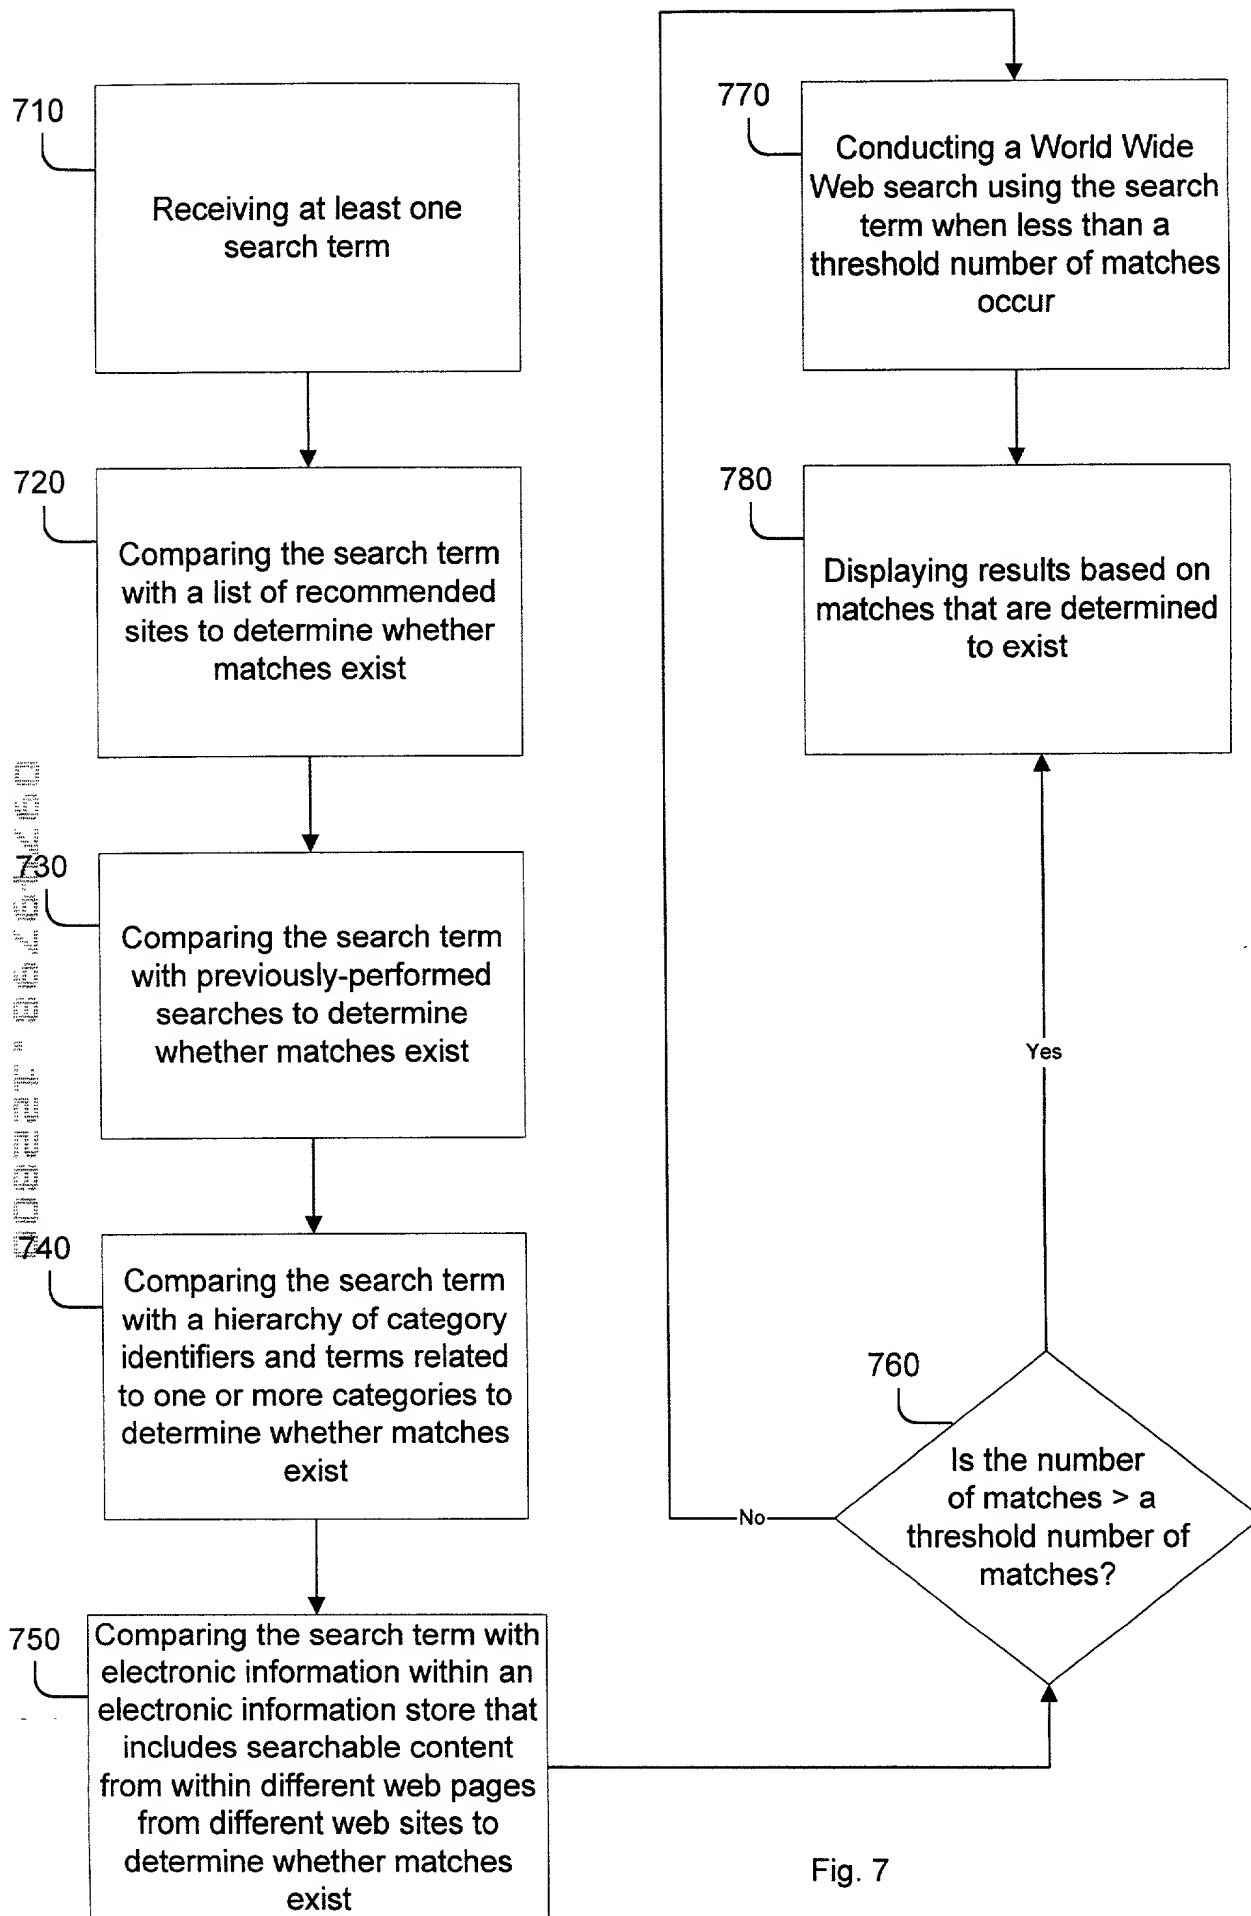 710
Receiving at least one
search term
720
Comparing the search term
with a list of recommended
sites to determine whether
matches exist
730
Comparing the search term
with previously-performed
searches to determine
whether matches exist
740
Comparing the search term
with a hierarchy of category
identifiers and terms related
to one or more categories to
determine whether matches
exist
750
Comparing the search term with
electronic information within an
electronic information store that
includes searchable content
from within different web pages
from different web sites to
determine whether matches
exist
760
Is the number
of matches > a
threshold number of
matches?
No
Yes
770
Conducting a World Wide
Web search using the search
term when less than a
threshold number of matches
occur
780
Displaying results based on
matches that are determined
to exist
Fig. 7